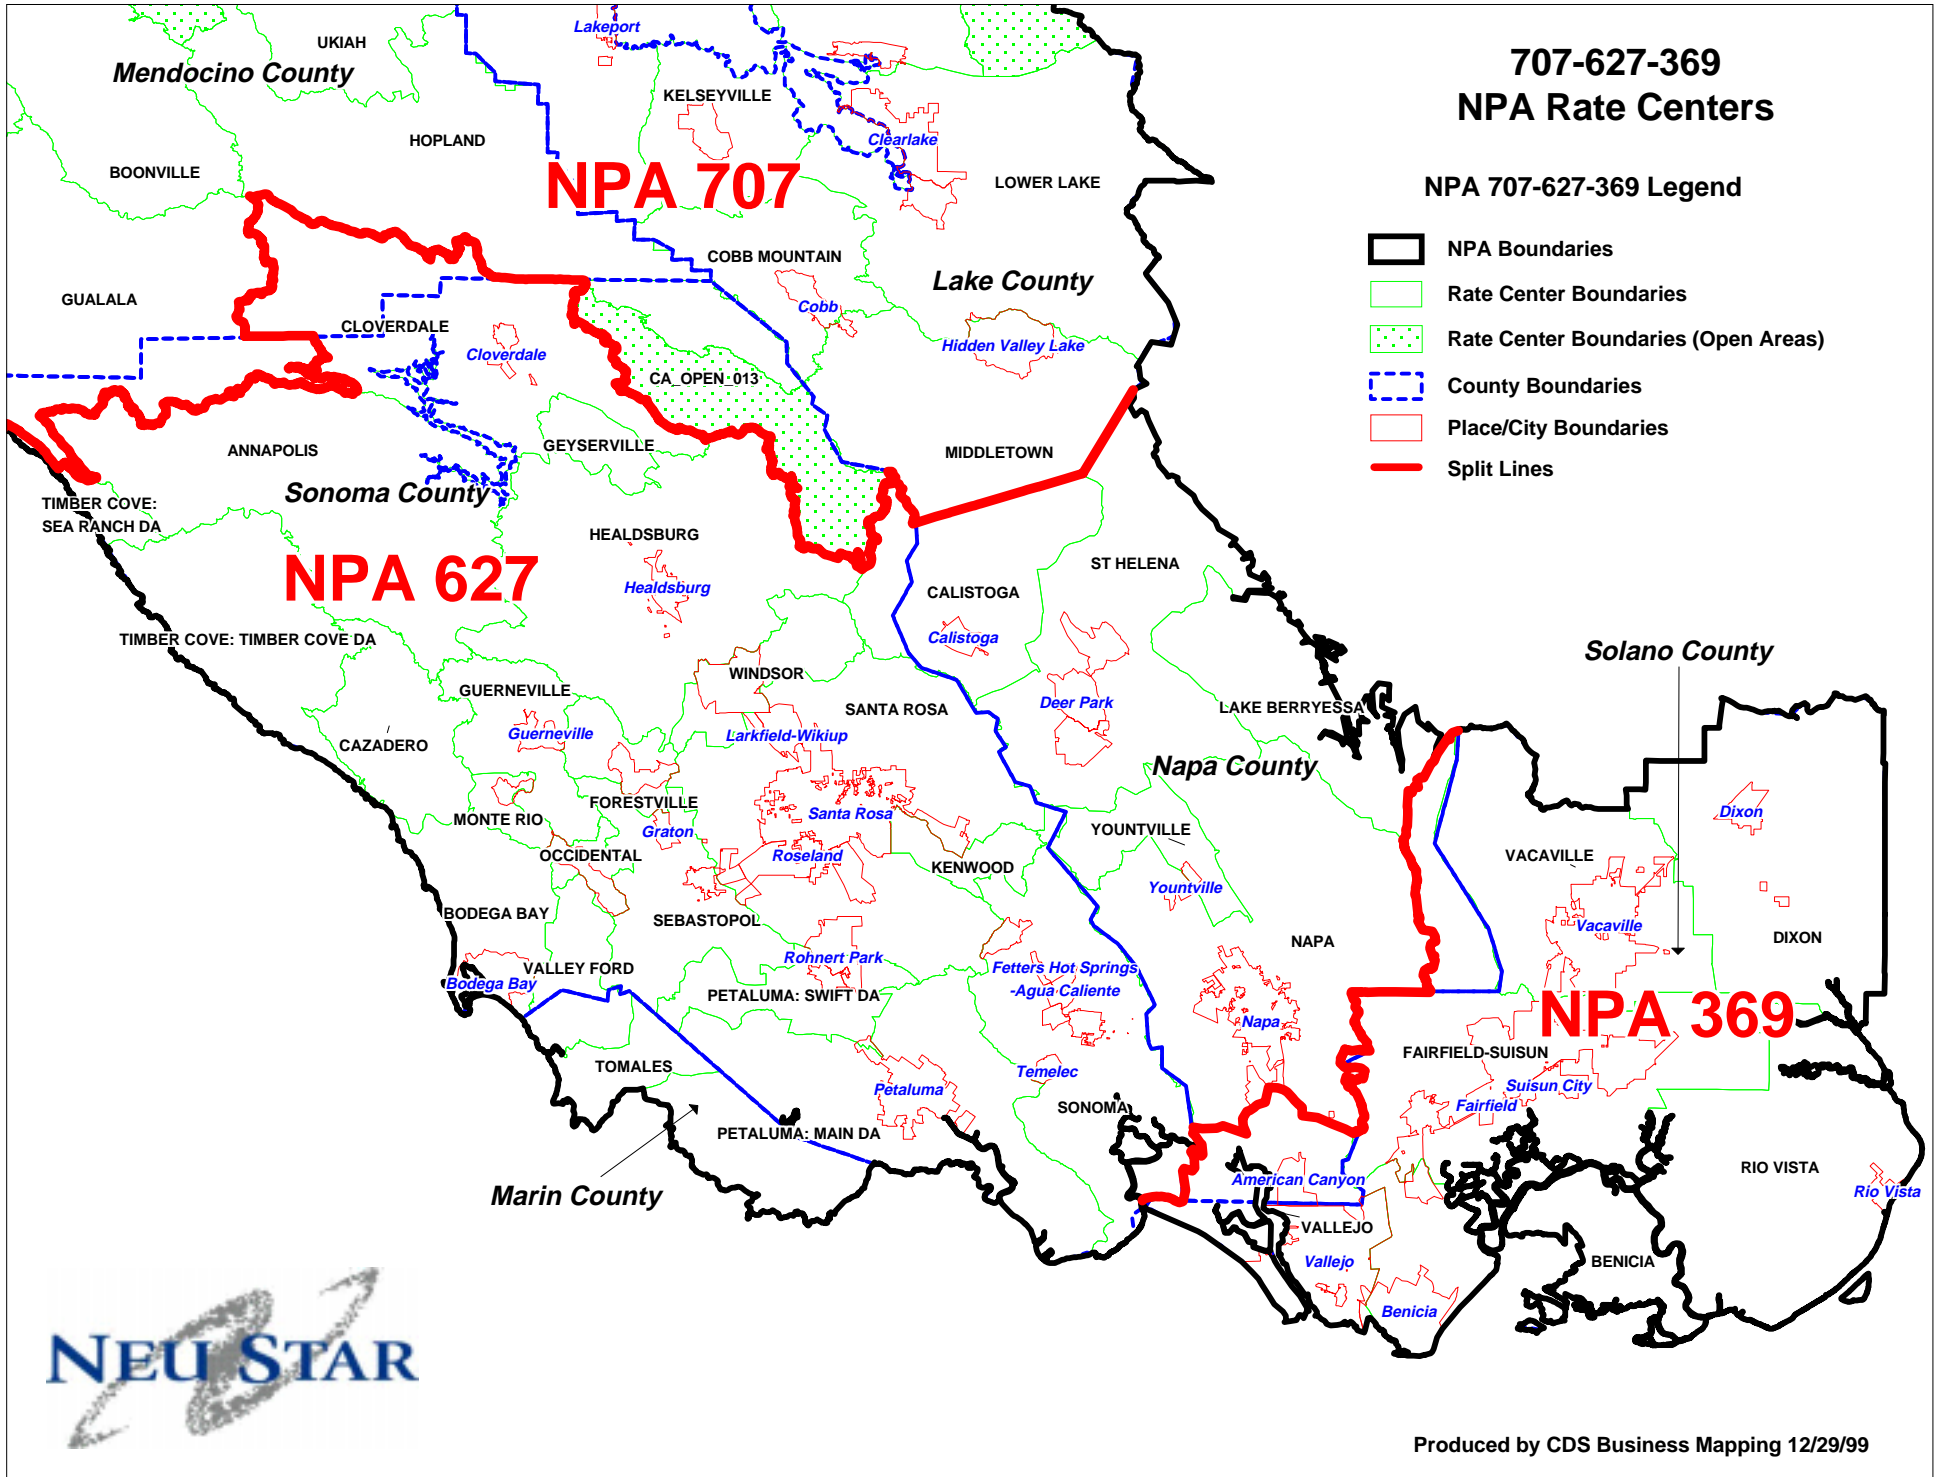 707-627-369
NPA Rate Centers
NPA 707-627-369 Legend
NPA Boundaries
Rate Center Boundaries
Rate Center Boundaries (Open Areas)
County Boundaries
Place/City Boundaries
Split Lines
Lakeport
UKIAH
Mendocino County
KELSEYVILLE
HOPLAND
Clearlake
BOONVILLE
NPA 707
LOWER LAKE
COBB MOUNTAIN
Lake County
GUALALA
Cobb
CLOVERDALE
Cloverdale
Hidden Valley Lake
CA_OPEN_013
GEYSERVILLE
ANNAPOLIS
MIDDLETOWN
Sonoma County
TIMBER COVE:
SEA RANCH DA
HEALDSBURG
NPA 627
Healdsburg
ST HELENA
CALISTOGA
Calistoga
TIMBER COVE: TIMBER COVE DA
Solano County
WINDSOR
GUERNEVILLE
Deer Park
SANTA ROSA
LAKE BERRYESSA
Guerneville
Larkfield-Wikiup
CAZADERO
Napa County
FORESTVILLE
Santa Rosa
Dixon
MONTE RIO
Graton
YOUNTVILLE
OCCIDENTAL
Roseland
VACAVILLE
KENWOOD
Yountville
BODEGA BAY
SEBASTOPOL
Vacaville
NAPA
DIXON
Rohnert Park
VALLEY FORD
Fetters Hot Springs
-Agua Caliente
Bodega Bay
PETALUMA: SWIFT DA
NPA 369
Napa
FAIRFIELD-SUISUN
TOMALES
Temelec
Petaluma
Suisun City
Fairfield
SONOMA
PETALUMA: MAIN DA
RIO VISTA
American Canyon
Rio Vista
Marin County
VALLEJO
Vallejo
BENICIA
Benicia
NEUSTAR
Produced by CDS Business Mapping 12/29/99